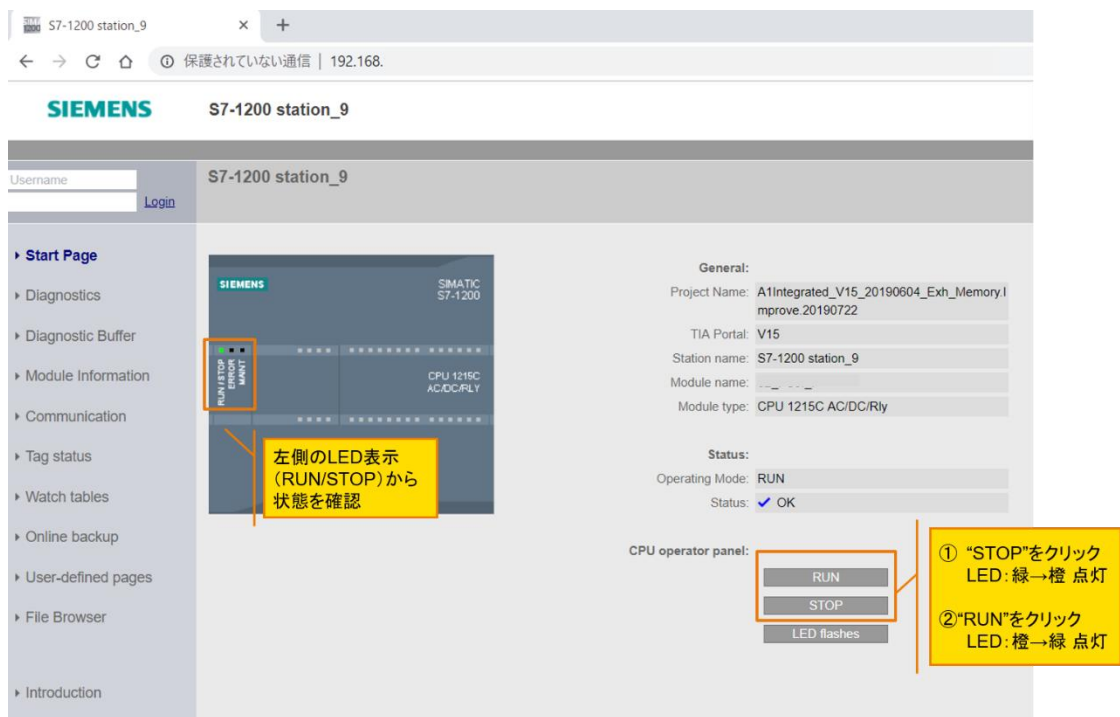 S7-1200 station_9
保護されていない通信 | 192.168.
SIEMENS
S7-1200 station_9
Username
Login
S7-1200 station_9
Start Page
Diagnostics
Diagnostic Buffer
Module Information
Communication
Tag status
Watch tables
Online backup
User-defined pages
File Browser
Introduction
SIEMENS
SIMATIC
S7-1200
RUN / STOP
ERROR
MAINT
CPU 1215C
AC/DC/RLY
左側のLED表示
(RUN/STOP)から
状態を確認
General:
Project Name: A1Integrated_V15_20190604_Exh_Memory.I
mprove.20190722
TIA Portal: V15
Station name: S7-1200 station_9
Module name:
Module type: CPU 1215C AC/DC/Rly
Status:
Operating Mode: RUN
Status: ✓ OK
CPU operator panel:
RUN
STOP
LED flashes
① “STOP”をクリック
LED:緑→橙 点灯
②“RUN”をクリック
LED:橙→緑 点灯